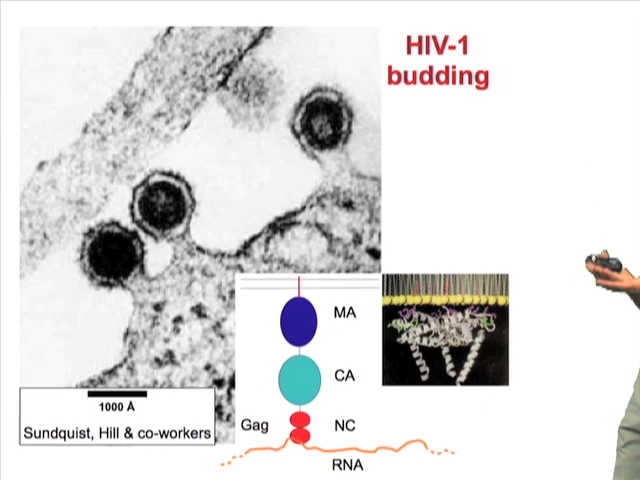 HIV-1
budding
MA
CA
1000 Å
Gag
NC
Sundquist, Hill & co-workers
RNA